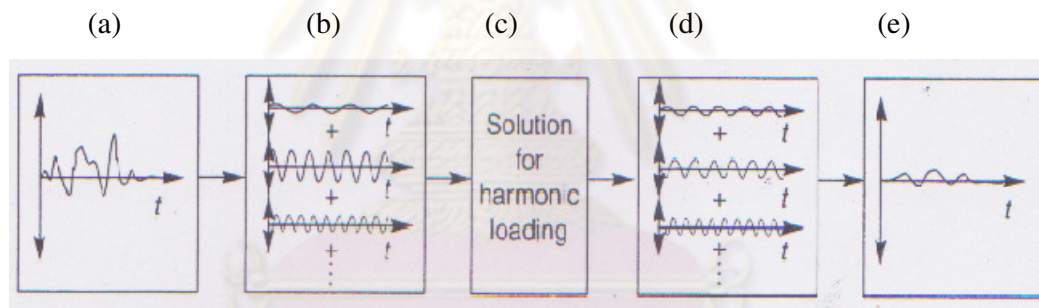 (a) (b) (c) (d) (e)
t
t
+
t
+
t
+
Solution
for
harmonic
loading
t
+
t
+
t
+
t